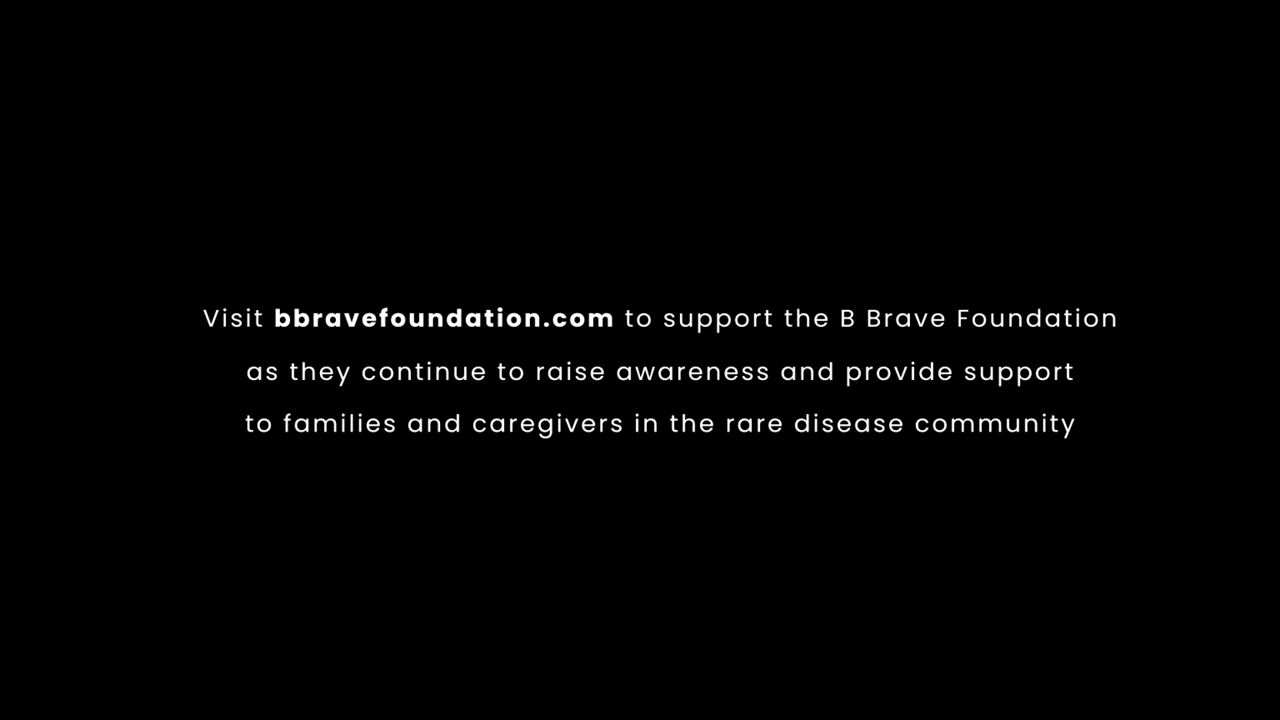 Visit bbravefoundation.com to support the B Brave Foundation
as they continue to raise awareness and provide support
to families and caregivers in the rare disease community